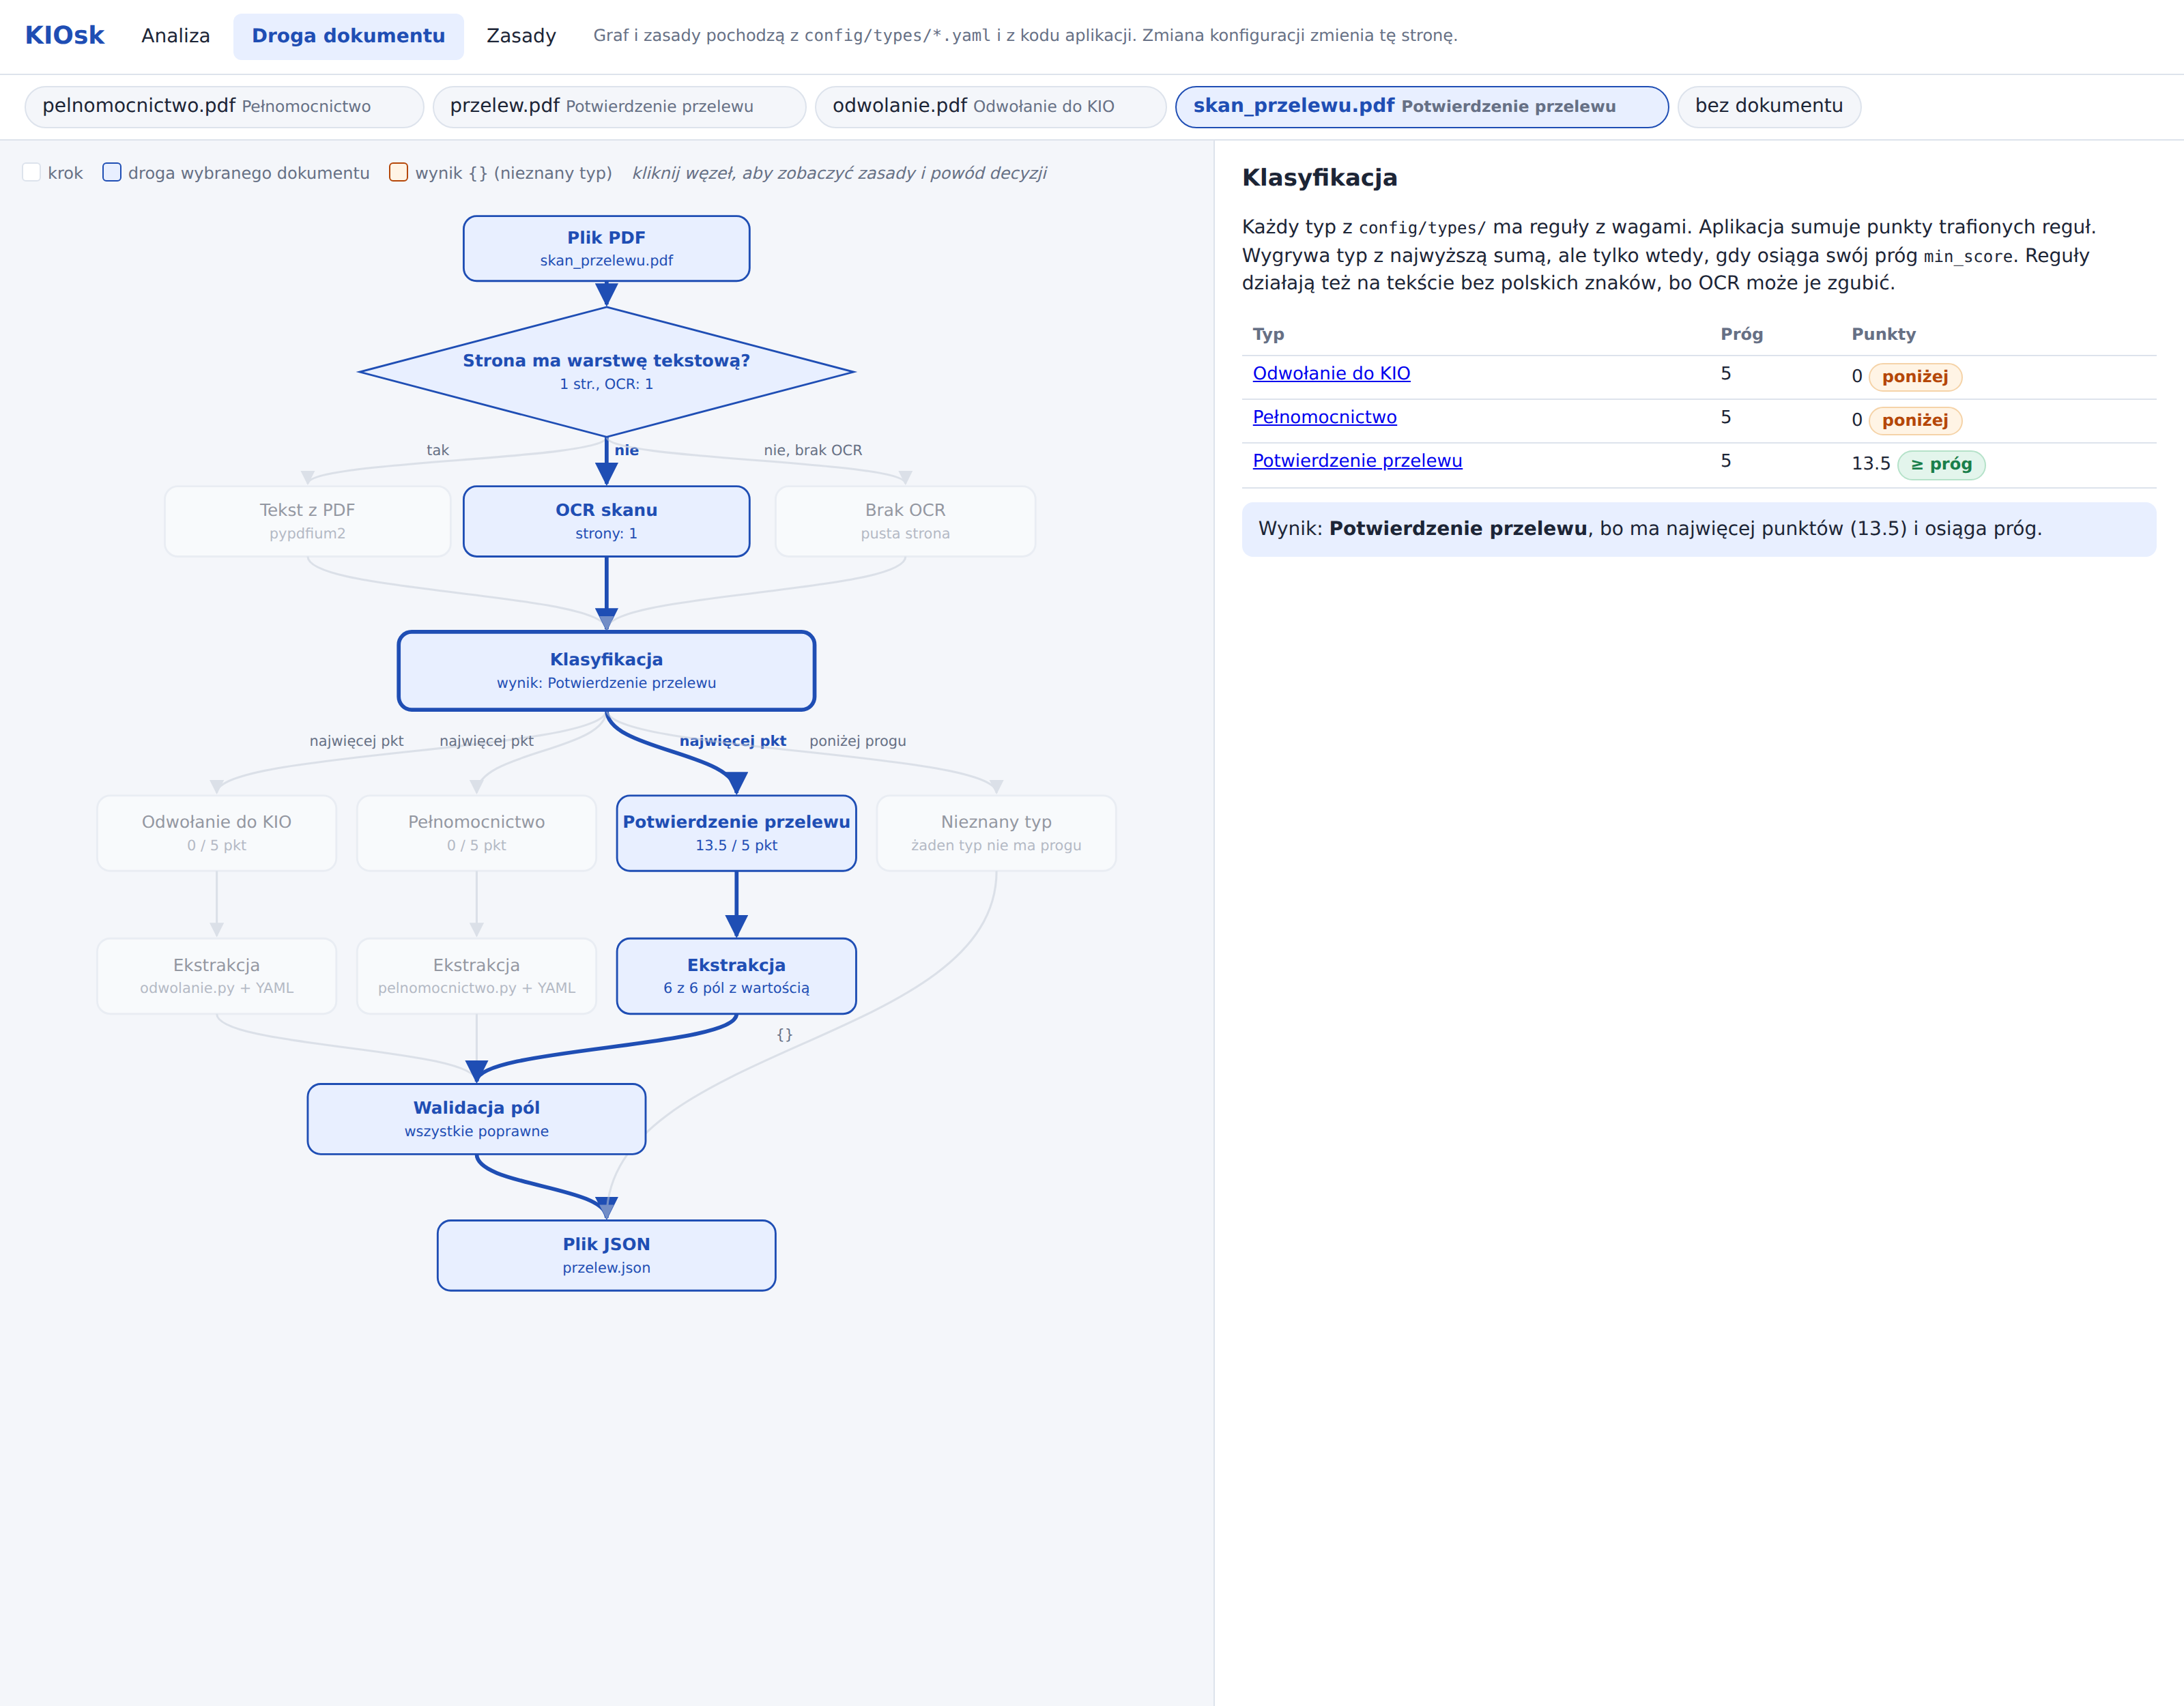 KIOsk Analiza Droga dokumentu Zasady Graf i zasady pochodzą z config/types/*.yaml i z kodu aplikacji. Zmiana konfiguracji zmienia tę stronę.
pelnomocnictwo.pdf Pełnomocnictwo przelew.pdf Potwierdzenie przelewu odwolanie.pdf Odwołanie do KIO skan_przelewu.pdf Potwierdzenie przelewu bez dokumentu
krok droga wybranego dokumentu wynik {} (nieznany typ) kliknij węzeł, aby zobaczyć zasady i powód decyzji
Plik PDF
skan_przelewu.pdf
Strona ma warstwę tekstową?
1 str., OCR: 1
tak nie nie, brak OCR
Tekst z PDF OCR skanu Brak OCR
pypdfium2 strony: 1 pusta strona
Klasyfikacja
wynik: Potwierdzenie przelewu
najwięcej pkt najwięcej pkt najwięcej pkt poniżej progu
Odwołanie do KIO Pełnomocnictwo Potwierdzenie przelewu Nieznany typ
0 / 5 pkt 0 / 5 pkt 13.5 / 5 pkt żaden typ nie ma progu
Ekstrakcja Ekstrakcja Ekstrakcja
odwolanie.py + YAML pelnomocnictwo.py + YAML 6 z 6 pól z wartością
{}
Walidacja pól
wszystkie poprawne
Plik JSON
przelew.json
Klasyfikacja
Każdy typ z config/types/ ma reguły z wagami. Aplikacja sumuje punkty trafionych reguł.
Wygrywa typ z najwyższą sumą, ale tylko wtedy, gdy osiąga swój próg min_score. Reguły
działają też na tekście bez polskich znaków, bo OCR może je zgubić.
Typ Próg Punkty
Odwołanie do KIO 5 0 poniżej
Pełnomocnictwo 5 0 poniżej
Potwierdzenie przelewu 5 13.5 ≥ próg
Wynik: Potwierdzenie przelewu, bo ma najwięcej punktów (13.5) i osiąga próg.